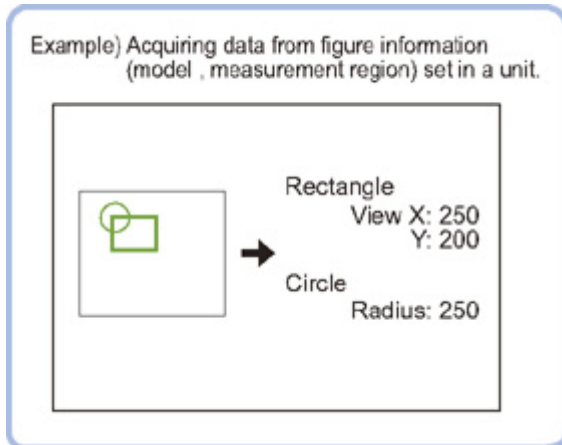 Example) Acquiring data from figure information
(model , measurement region) set in a unit.
Rectangle
View X: 250
Y: 200
Circle
Radius: 250